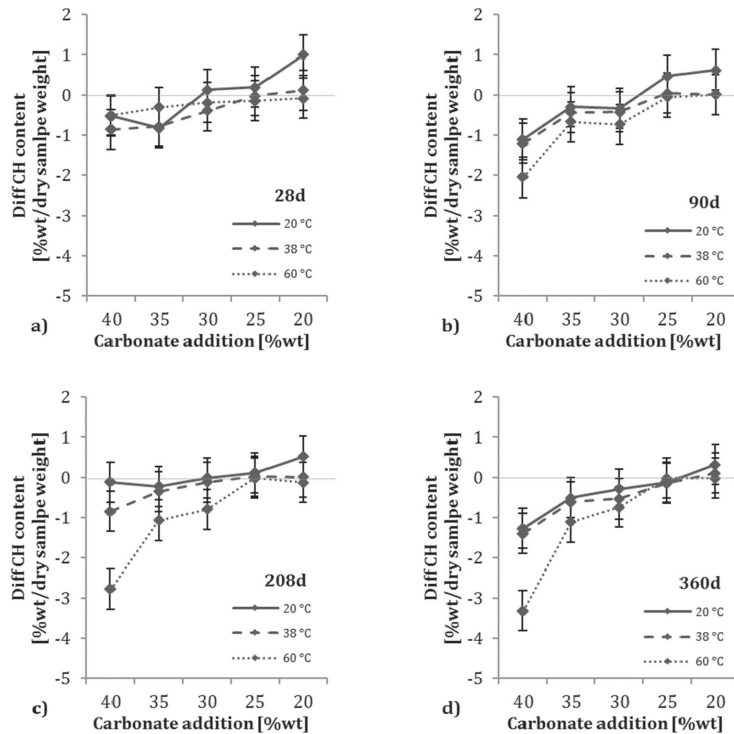 Diff CH content
[%wt/dry samlpe weight]
2
1
0
-1
-2
-3
-4
-5
28d
20 °C
38 °C
60 °C
40 35 30 25 20
a)
Carbonate addition [%wt]
Diff CH content
[%wt/dry samlpe weight]
2
1
0
-1
-2
-3
-4
-5
90d
20 °C
38 °C
60 °C
40 35 30 25 20
b)
Carbonate addition [%wt]
Diff CH content
[%wt/dry samlpe weight]
2
1
0
-1
-2
-3
-4
-5
208d
20 °C
38 °C
60 °C
40 35 30 25 20
c)
Carbonate addition [%wt]
Diff CH content
[%wt/dry samlpe weight]
2
1
0
-1
-2
-3
-4
-5
360d
20 °C
38 °C
60 °C
40 35 30 25 20
d)
Carbonate addition [%wt]